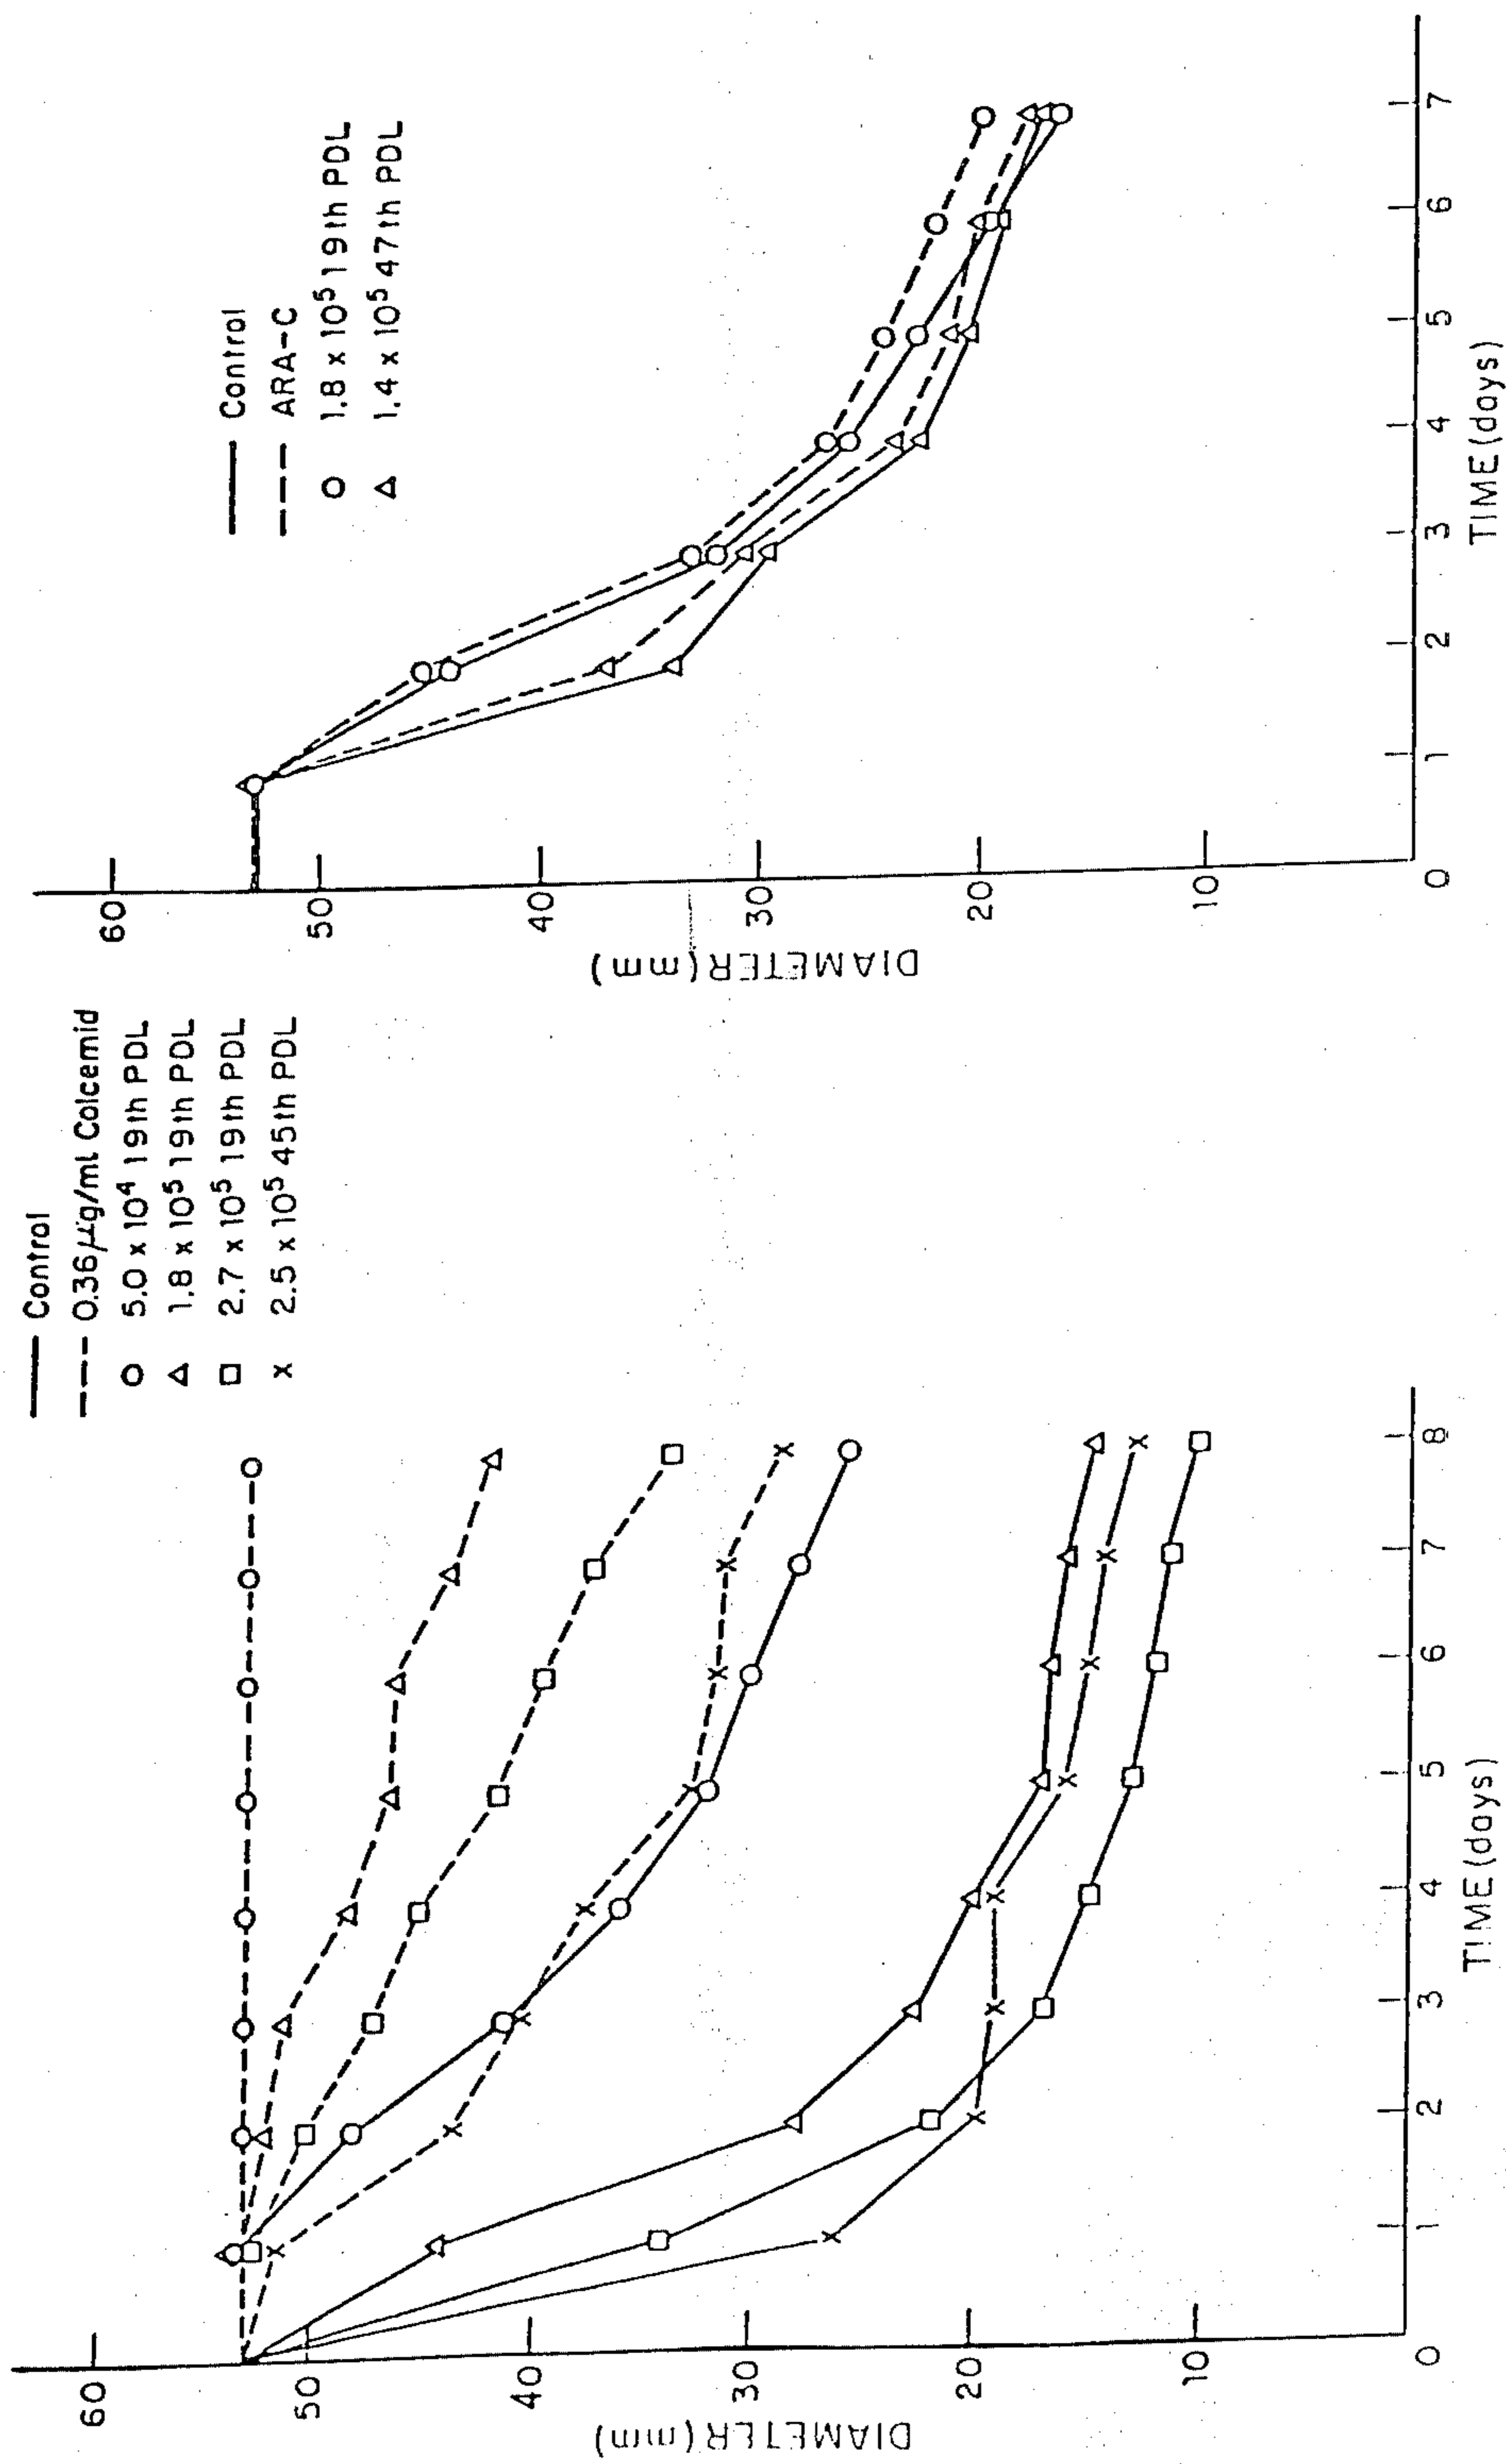 Control
0.36 µg/ml Colcemid
O 5.0 x 10⁴ 19th PDL
Δ 1.8 x 10⁵ 19th PDL
□ 2.7 x 10⁵ 19th PDL
x 2.5 x 10⁵ 45th PDL
60
50
40
30
20
10
DIAMETER (mm)
0 1 2 3 4 5 6 7 8
TIME (days)
Control
ARA-C
O 1.8 x 10⁵ 19th PDL
Δ 1.4 x 10⁵ 47th PDL
60
50
40
30
20
10
DIAMETER (mm)
0 1 2 3 4 5 6 7
TIME (days)